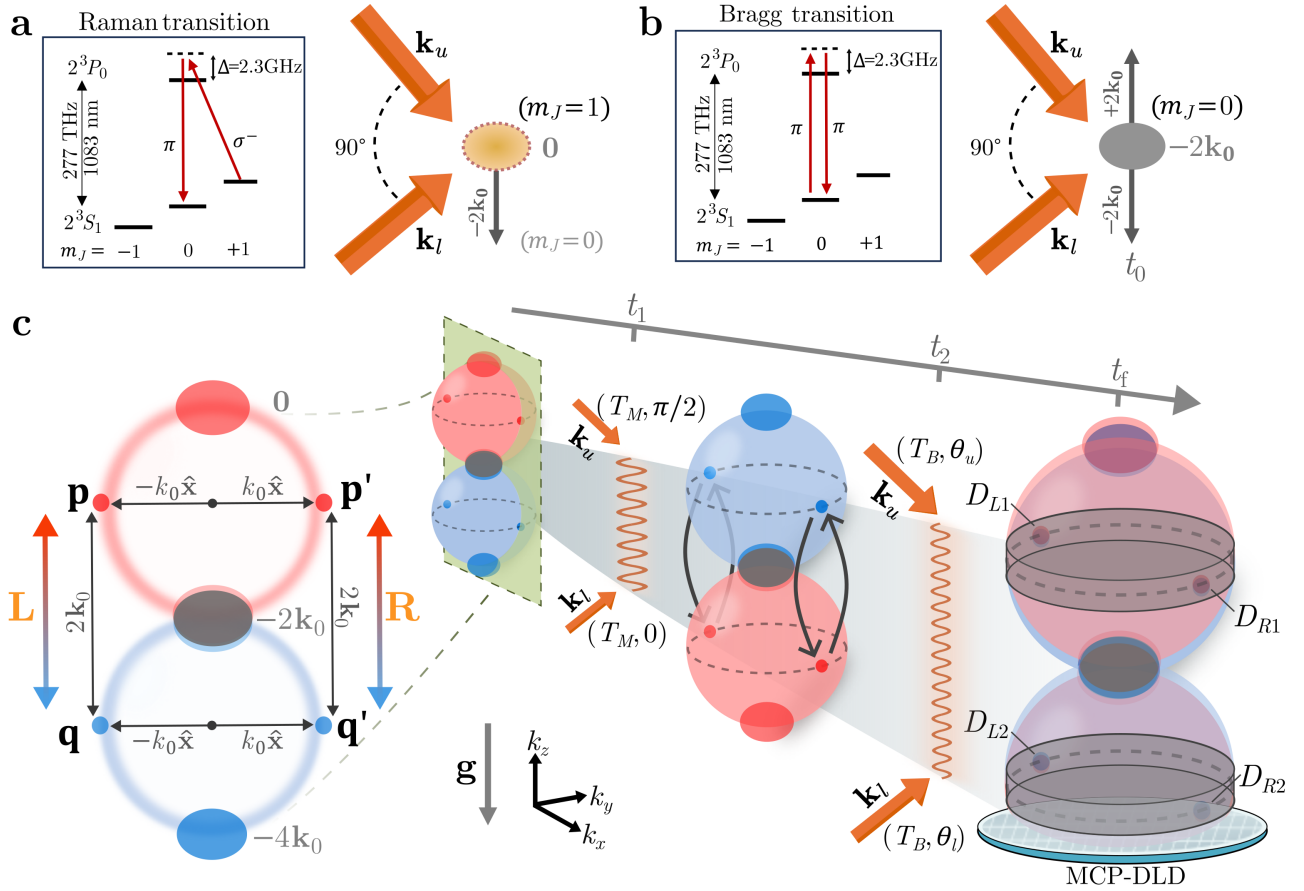 a
Raman transition
2³P₀
Δ=2.3GHz
277 THz
1083 nm
π
σ⁻
2³S₁
m_J = −1 0 +1
k_u
90°
k_l
(m_J=1)
0
−2k₀
(m_J=0)
b
Bragg transition
2³P₀
Δ=2.3GHz
277 THz
1083 nm
π π
2³S₁
m_J = −1 0 +1
k_u
90°
k_l
+2k₀
(m_J=0)
−2k₀
−2k₀
t₀
c
0
p
−k₀x̂ k₀x̂
p'
L
2k₀
2k₀
R
−2k₀
q
−k₀x̂ k₀x̂
q'
−4k₀
g
k_z
k_y
k_x
t₁
t₂
t_f
(T_M, π/2)
k_u
k_l
(T_M, 0)
(T_B, θ_u)
k_u
k_l
(T_B, θ_l)
D_L1
D_R1
D_L2
D_R2
MCP-DLD